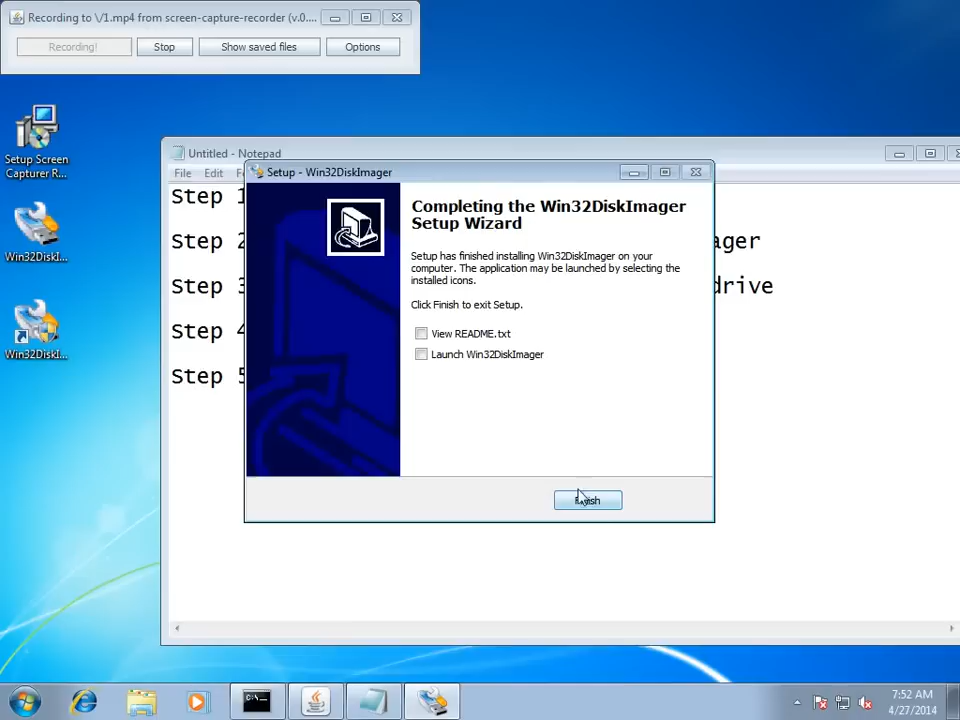 Recording to \/1.mp4 from screen-capture-recorder (v.0....
Recording!
Stop
Show saved files
Options
Setup Screen
Capturer R...
Win32DiskI...
Win32DiskI...
Untitled - Notepad
File
Edit
Step 1
Step 2
ager
Step 3
drive
Step 4
Step 5
Setup - Win32DiskImager
Completing the Win32DiskImager
Setup Wizard
Setup has finished installing Win32DiskImager on your
computer. The application may be launched by selecting the
installed icons.
Click Finish to exit Setup.
View README.txt
Launch Win32DiskImager
Finish
C:\.
7:52 AM
4/27/2014